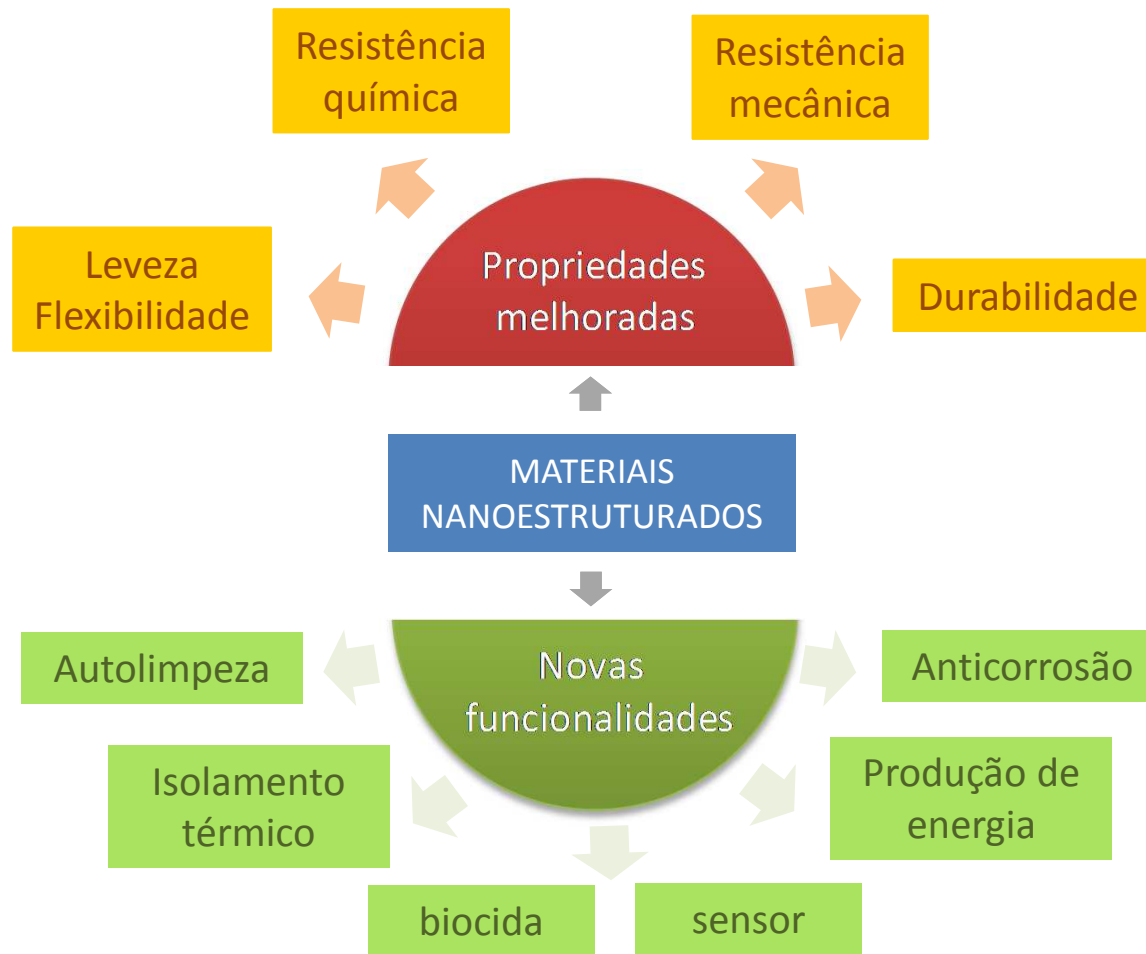 Resistência
química
Resistência
mecânica
Leveza
Flexibilidade
Propriedades
melhoradas
Durabilidade
MATERIAIS
NANOESTRUTURADOS
Autolimpeza
Novas
funcionalidades
Anticorrosão
Isolamento
térmico
Produção de
energia
biocida
sensor